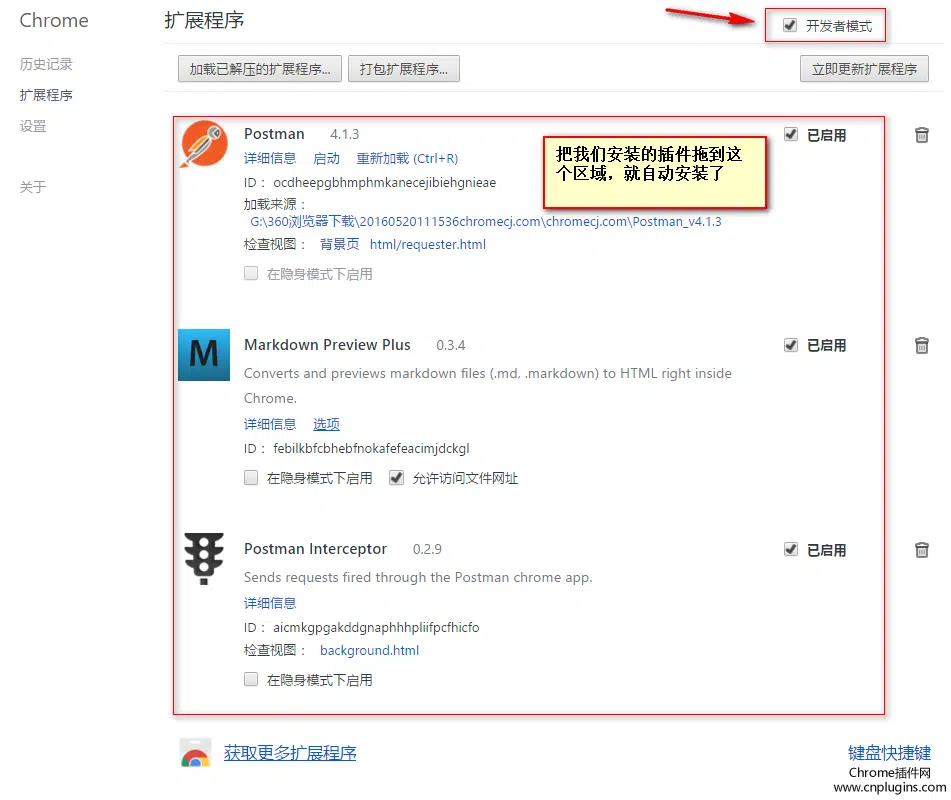 Chrome
扩展程序
开发者模式
历史记录
扩展程序
设置
关于
加载已解压的扩展程序...
打包扩展程序...
立即更新扩展程序
Postman 4.1.3
已启用
详细信息 启动 重新加载 (Ctrl+R)
把我们安装的插件拖到这
个区域，就自动安装了
ID： ocdheepgbhmphmkanecejibiehgnieae
加载来源：
G:\360浏览器下载\20160520111536chromecj.com\chromecj.com\Postman_v4.1.3
检查视图： 背景页 html/requester.html
在隐身模式下启用
M
Markdown Preview Plus 0.3.4
已启用
Converts and previews markdown files (.md, .markdown) to HTML right inside
Chrome.
详细信息 选项
ID： febilkbfcbhebfnokafefeacimjdckgl
在隐身模式下启用 允许访问文件网址
Postman Interceptor 0.2.9
已启用
Sends requests fired through the Postman chrome app.
详细信息
ID： aicmkgpgakddgnaphhhpliifpcfhicfo
检查视图： background.html
在隐身模式下启用
获取更多扩展程序
键盘快捷键
Chrome插件网
www.cnplugins.com